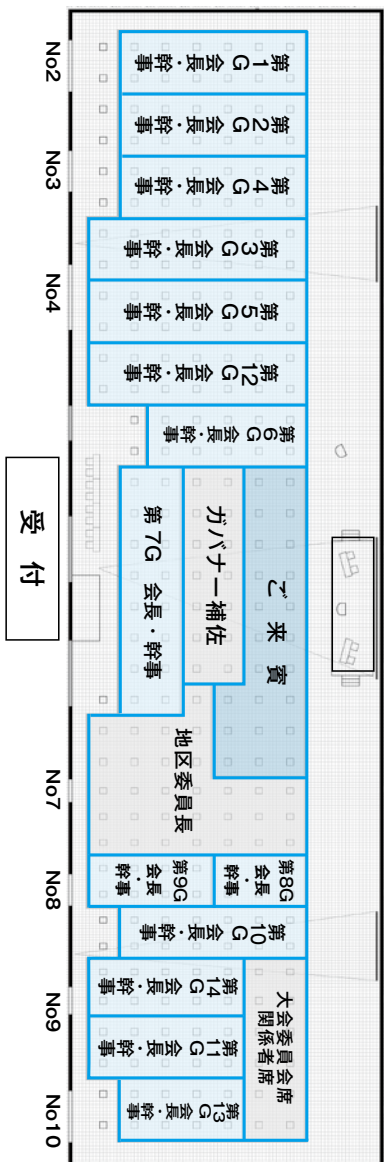 第1G 会長・幹事
第2G 会長・幹事
第4G 会長・幹事
第3G 会長・幹事
第5G 会長・幹事
第12G 会長・幹事
第6G 会長・幹事
ご来賓
ガバナー補佐
第7G 会長・幹事
地区委員長
第8G
会長
・
幹事
第9G
会長
・
幹事
第10G 会長・幹事
大会委員会席
関係者席
第14G 会長・幹事
第11G 会長・幹事
第13G 会長・幹事
No2
No3
No4
受付
No7
No8
No9
No10